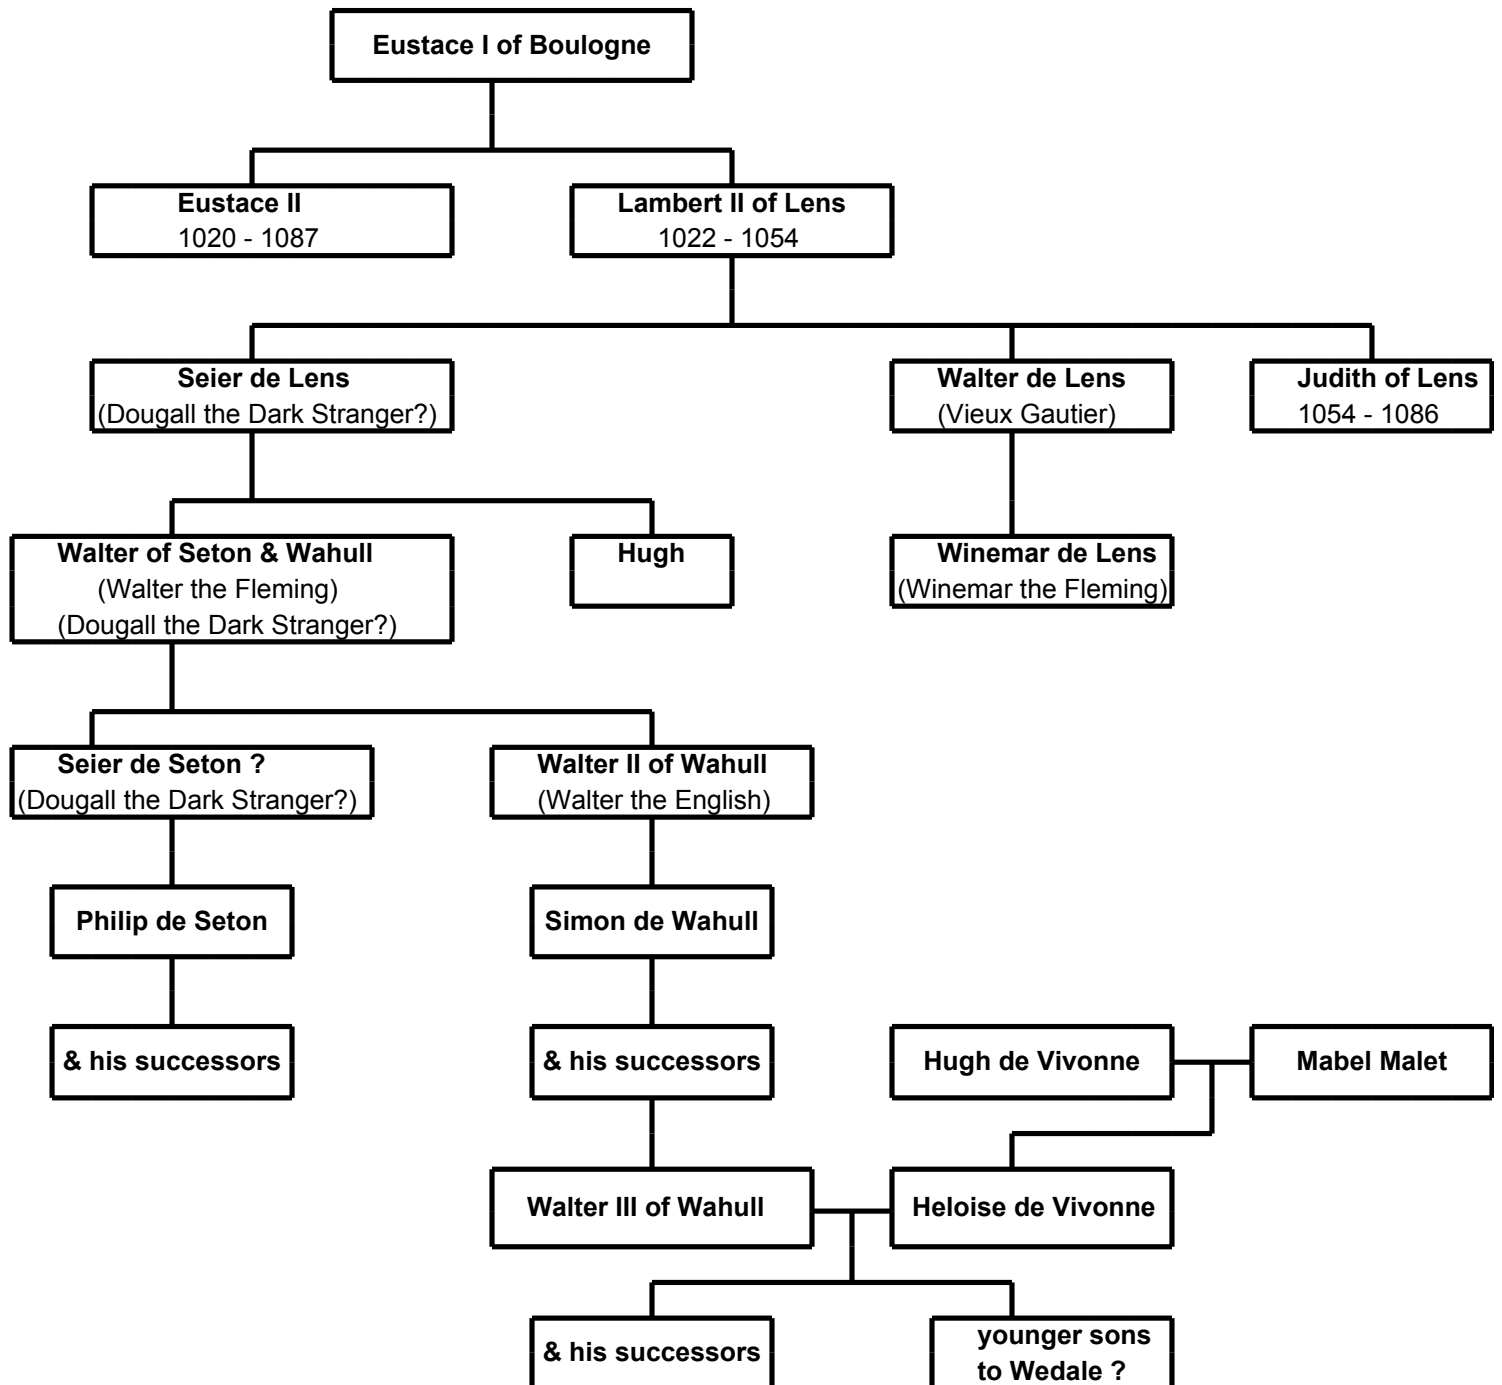 Eustace I of Boulogne
Eustace II
1020 - 1087
Lambert II of Lens
1022 - 1054
Seier de Lens
(Dougall the Dark Stranger?)
Walter de Lens
(Vieux Gautier)
Judith of Lens
1054 - 1086
Walter of Seton & Wahull
(Walter the Fleming)
(Dougall the Dark Stranger?)
Hugh
Winemar de Lens
(Winemar the Fleming)
Seier de Seton ?
(Dougall the Dark Stranger?)
Walter II of Wahull
(Walter the English)
Philip de Seton
Simon de Wahull
& his successors
& his successors
Hugh de Vivonne
Mabel Malet
Walter III of Wahull
Heloise de Vivonne
& his successors
younger sons
to Wedale ?